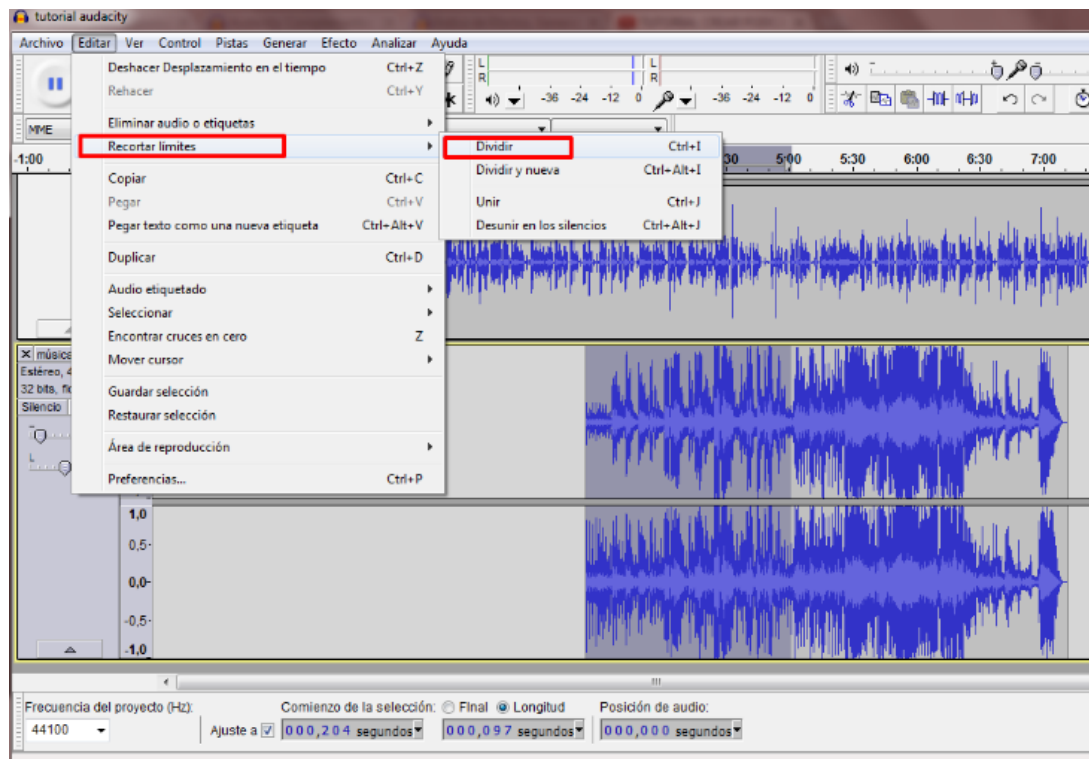 tutorial audacity
Archivo Editar Ver Control Pistas Generar Efecto Analizar Ayuda
Deshacer Desplazamiento en el tiempo Ctrl+Z
Rehacer Ctrl+Y
Eliminar audio o etiquetas
Recortar límites
Copiar Ctrl+C
Pegar Ctrl+V
Pegar texto como una nueva etiqueta Ctrl+Alt+V
Duplicar Ctrl+D
Audio etiquetado
Seleccionar
Encontrar cruces en cero Z
Mover cursor
Guardar selección
Restaurar selección
Área de reproducción
Preferencias... Ctrl+P
Dividir Ctrl+I
Dividir y nueva Ctrl+Alt+I
Unir Ctrl+J
Desunir en los silencios Ctrl+Alt+J
L L
R R
-36 -24 -12 0 -36 -24 -12 0
MME
-1:00 5:00 5:30 6:00 6:30 7:00
música
Estéreo, 4
32 bits,
Silencio
L
1,0
0,5
0,0
-0,5
-1,0
Frecuencia del proyecto (Hz): Comienzo de la selección: Final Longitud Posición de audio:
44100 Ajuste a 000,204 segundos 000,097 segundos 000,000 segundos